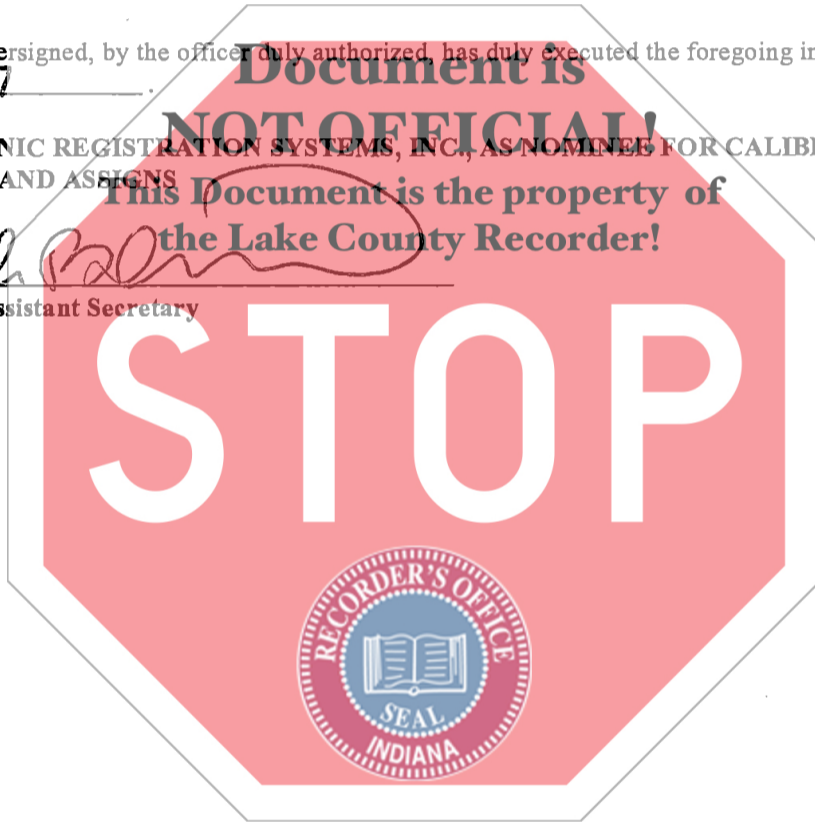 ersigned, by the officer duly authorized, has duly executed the foregoing in
Document is
NOT OFFICIAL!
NIC REGISTRATION SYSTEMS, INC., AS NOMINEE FOR CALIB
AND ASSIGNS
This Document is the property of
the Lake County Recorder!
ssistant Secretary
STOP
RECORDER'S OFFICE
SEAL
INDIANA